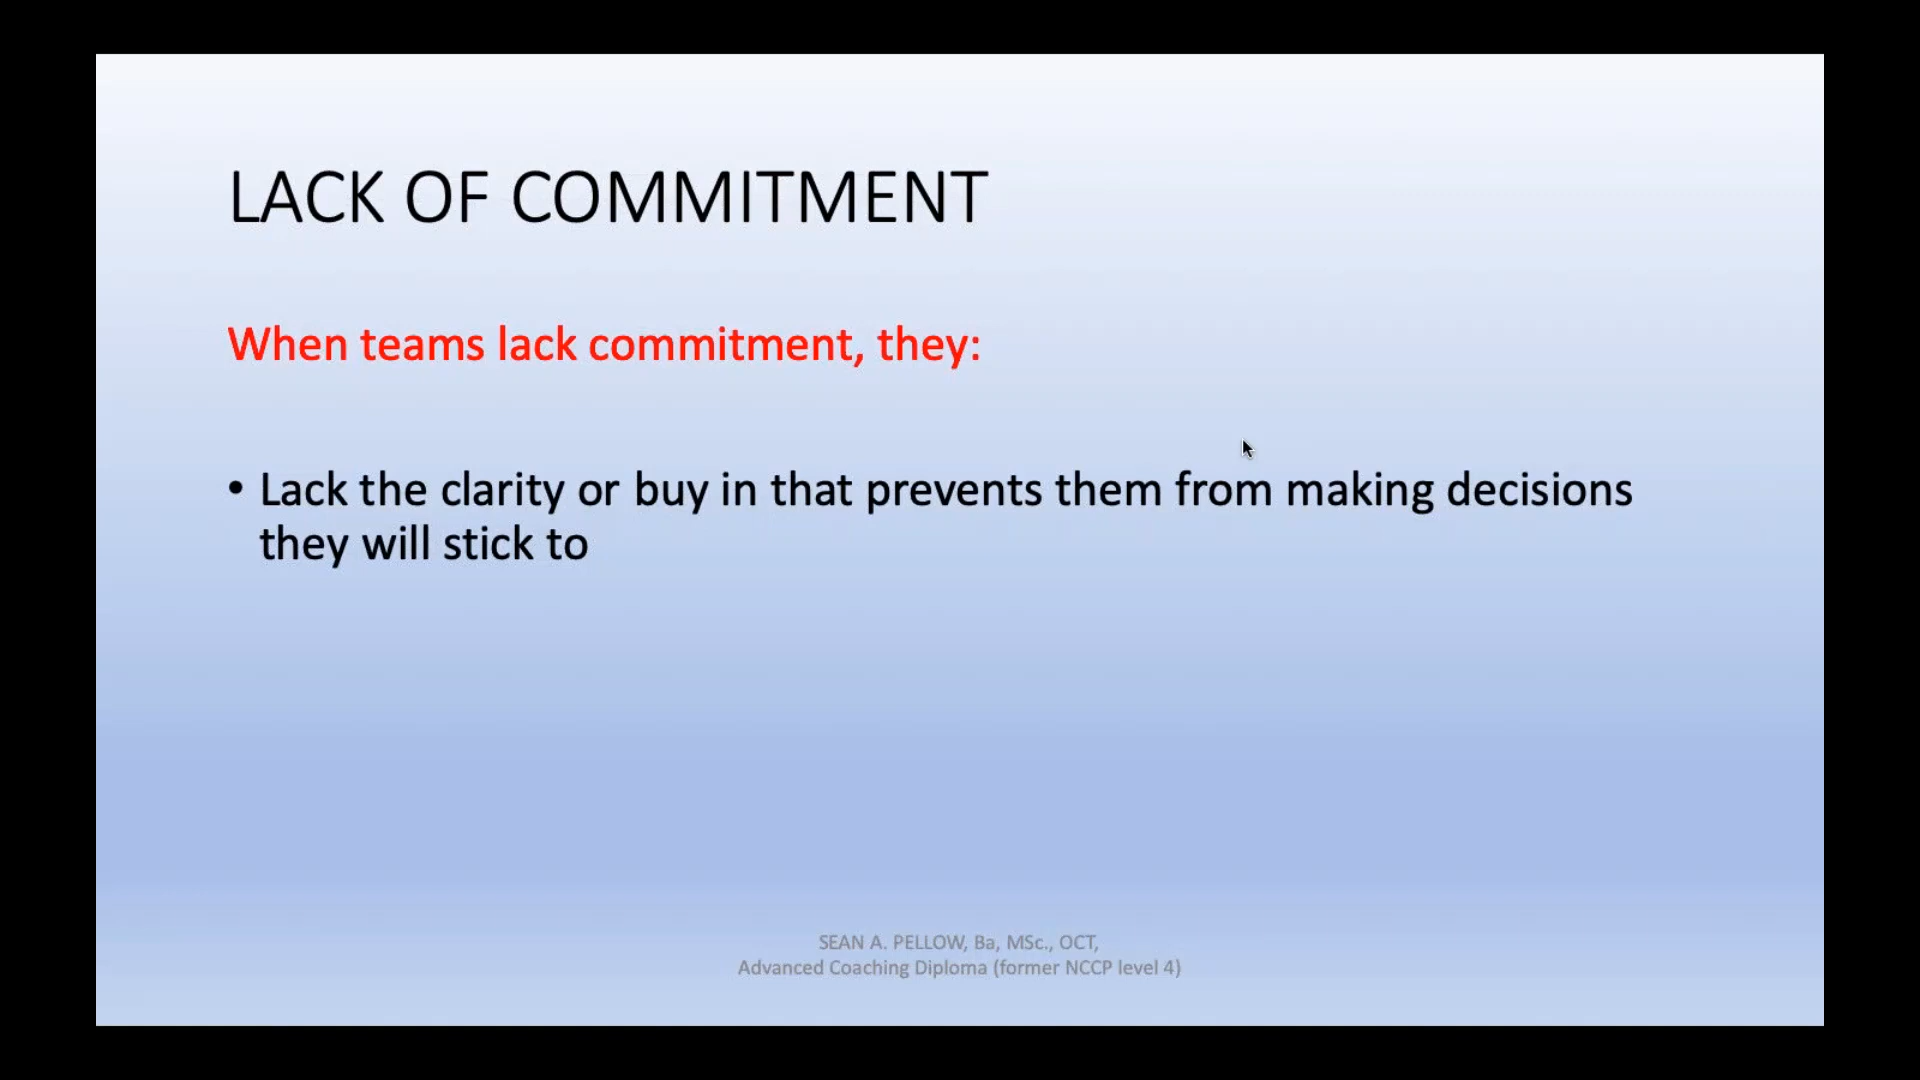 LACK OF COMMITMENT
When teams lack commitment, they:
• Lack the clarity or buy in that prevents them from making decisions
they will stick to
SEAN A. PELLOW, Ba, MSc., OCT,
Advanced Coaching Diploma (former NCCP level 4)